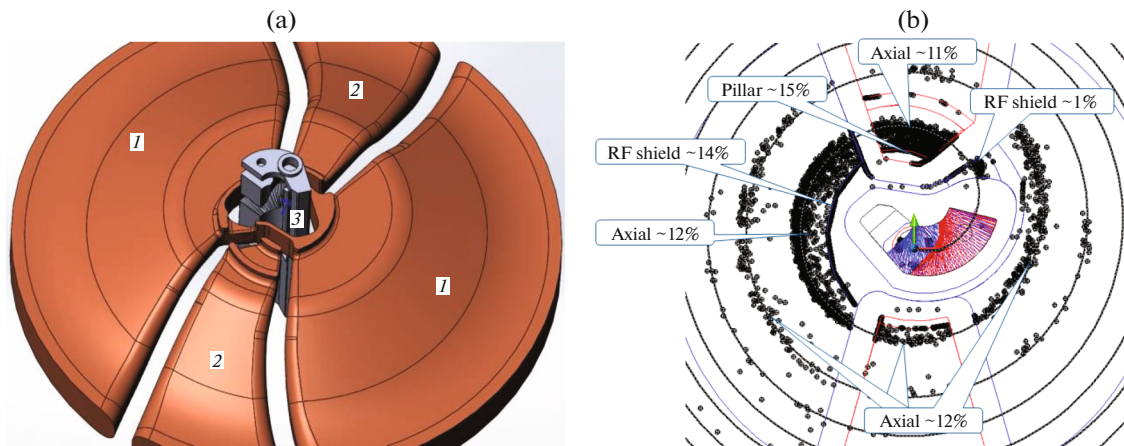 (a)
(b)
1
2
3
1
2
Axial ~11%
Pillar ~15%
RF shield ~1%
RF shield ~14%
Axial ~12%
Axial ~12%